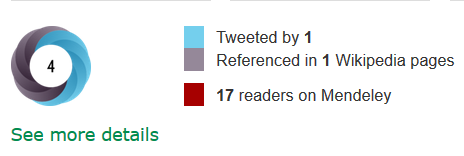 4
Tweeted by 1
Referenced in 1 Wikipedia pages
17 readers on Mendeley
See more details